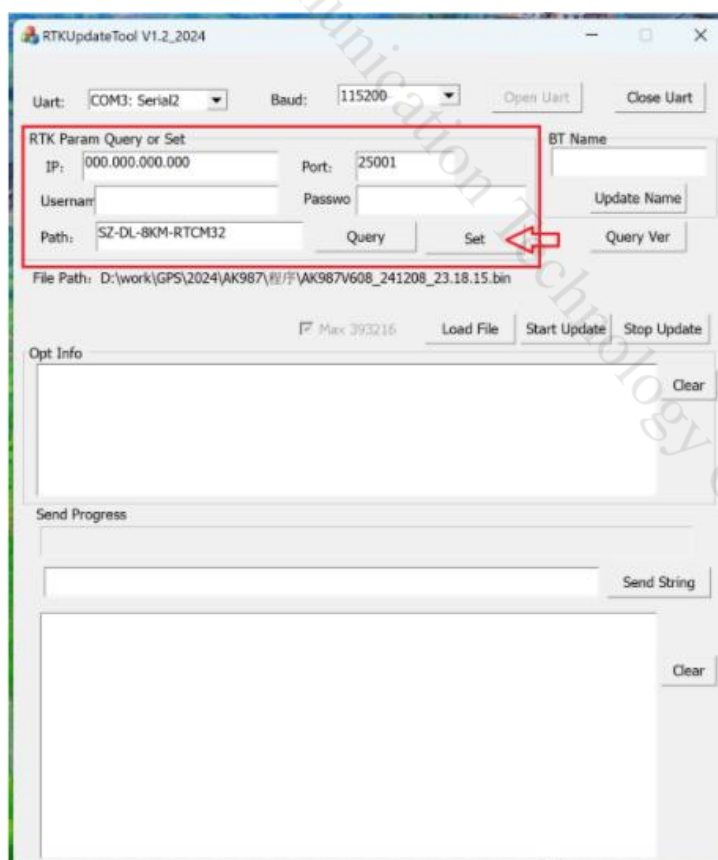 RTKUpdateTool V1.2_2024
Uart: COM3: Serial2 Baud: 115200 Open Uart Close Uart
RTK Param Query or Set BT Name
IP: 000.000.000.000 Port: 25001
Usernam Passwo Update Name
Path: SZ-DL-8KM-RTCM32 Query Set Query Ver
File Path: D:\work\GPS\2024\AK987\程序\AK987V608_241208_23.18.15.bin
Max 393216 Load File Start Update Stop Update
Opt Info
Clear
Send Progress
Send String
Clear
unication Technology